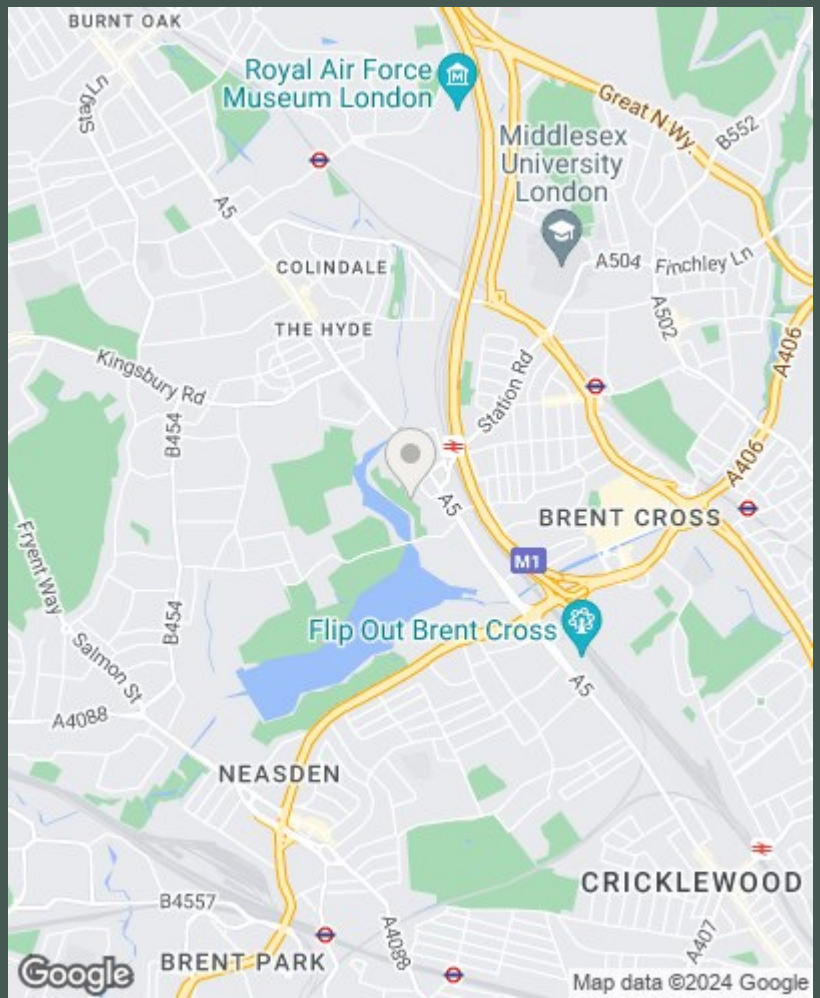 BURNT OAK
Royal Air Force
Museum London
Stag Ln
Great N Wy.
B552
Middlesex
University
London
A5
A504
Finchley Ln
COLINDALE
A502
THE HYDE
A406
Kingsbury Rd
Station Rd
B454
A406
A5
BRENT CROSS
Fryent Way
M1
B454
Flip Out Brent Cross
Salmon St
A5
A4088
NEASDEN
CRICKLEWOOD
B4557
A4088
A407
BRENT PARK
Google
Map data ©2024 Google